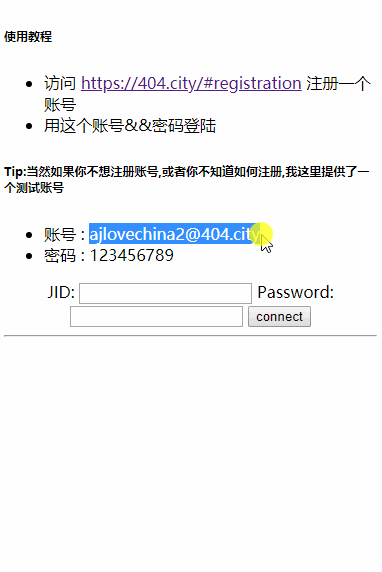 使用教程
访问 https://404.city/#registration 注册一个
账号
用这个账号&&密码登陆
Tip:当然如果你不想注册账号,或者你不知道如何注册,我这里提供了一
个测试账号
账号 : ajlovechina2@404.city
密码 : 123456789
JID: Password:
connect